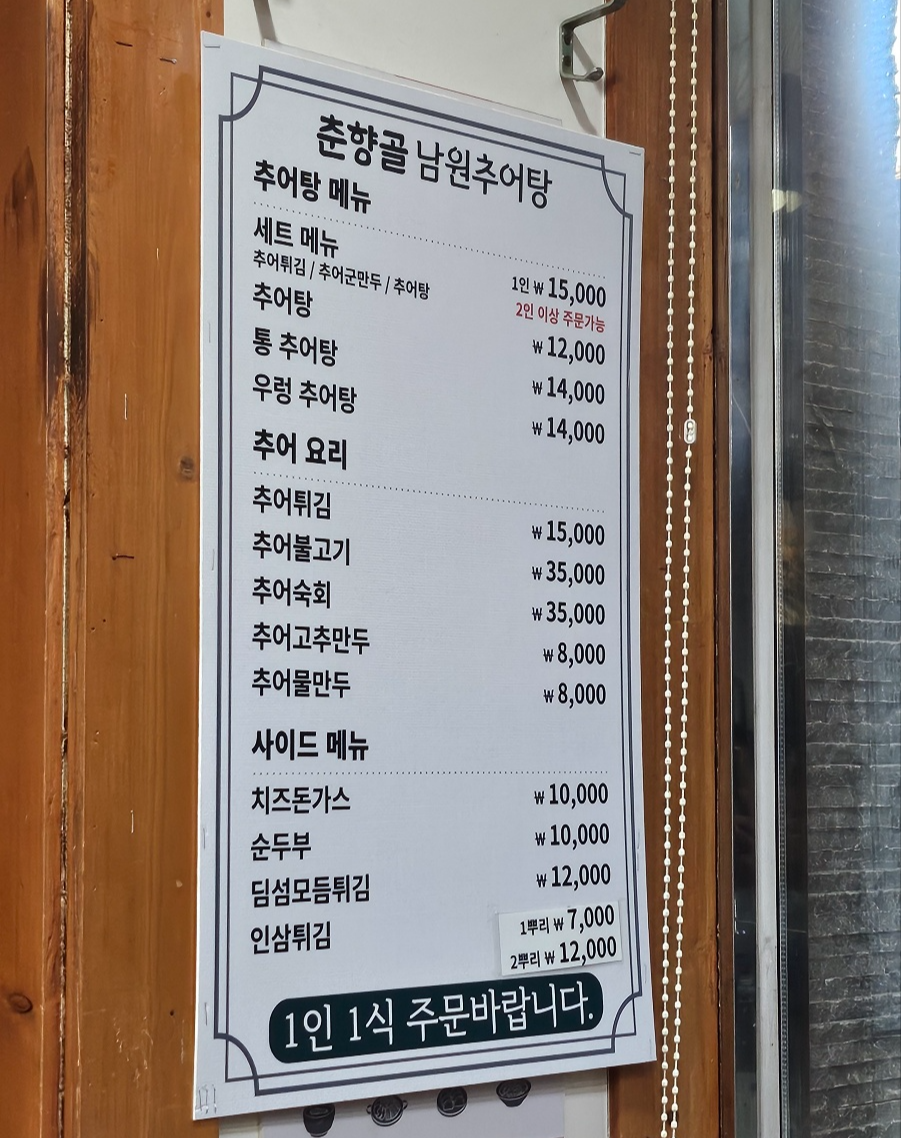 춘향골 남원추어탕
추어탕 메뉴
세트 메뉴
추어튀김 / 추어군만두 / 추어탕 1인 ₩ 15,000
2인 이상 주문가능
추어탕 ₩ 12,000
통 추어탕 ₩ 14,000
우렁 추어탕 ₩ 14,000
추어 요리
추어튀김 ₩ 15,000
추어불고기 ₩ 35,000
추어숙회 ₩ 35,000
추어고추만두 ₩ 8,000
추어물만두 ₩ 8,000
사이드 메뉴
치즈돈가스 ₩ 10,000
순두부 ₩ 10,000
딤섬모듬튀김 ₩ 12,000
인삼튀김 1뿌리 ₩ 7,000
2뿌리 ₩ 12,000
1인 1식 주문바랍니다.